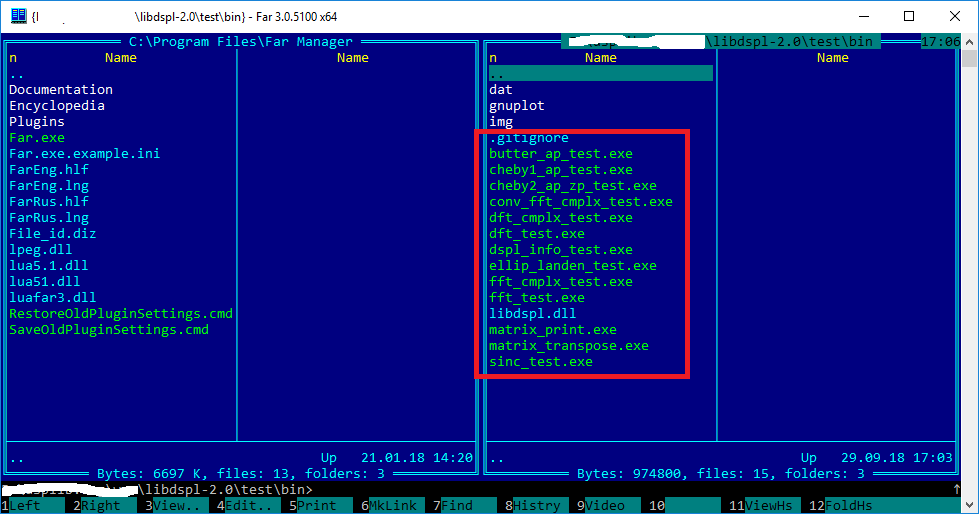 {l \libdspl-2.0\test\bin} - Far 3.0.5100 x64
C:\Program Files\Far Manager
n Name Name
..
Documentation
Encyclopedia
Plugins
Far.exe
Far.exe.example.ini
FarEng.hlf
FarEng.lng
FarRus.hlf
FarRus.lng
File_id.diz
lpeg.dll
lua5.1.dll
lua51.dll
luafar3.dll
RestoreOldPluginSettings.cmd
SaveOldPluginSettings.cmd
.. Up 21.01.18 14:20
Bytes: 6697 K, files: 13, folders: 3
\libdspl-2.0\test\bin 17:06
n Name Name
..
dat
gnuplot
img
.gitignore
butter_ap_test.exe
cheby1_ap_test.exe
cheby2_ap_zp_test.exe
conv_fft_cmplx_test.exe
dft_cmplx_test.exe
dft_test.exe
dspl_info_test.exe
ellip_landen_test.exe
fft_cmplx_test.exe
fft_test.exe
libdspl.dll
matrix_print.exe
matrix_transpose.exe
sinc_test.exe
.. Up 29.09.18 17:03
Bytes: 974800, files: 15, folders: 3
\libdspl-2.0\test\bin>
1Left 2Right 3View.. 4Edit.. 5Print 6MkLink 7Find 8Histry 9Video 10 11ViewHs 12FoldHs